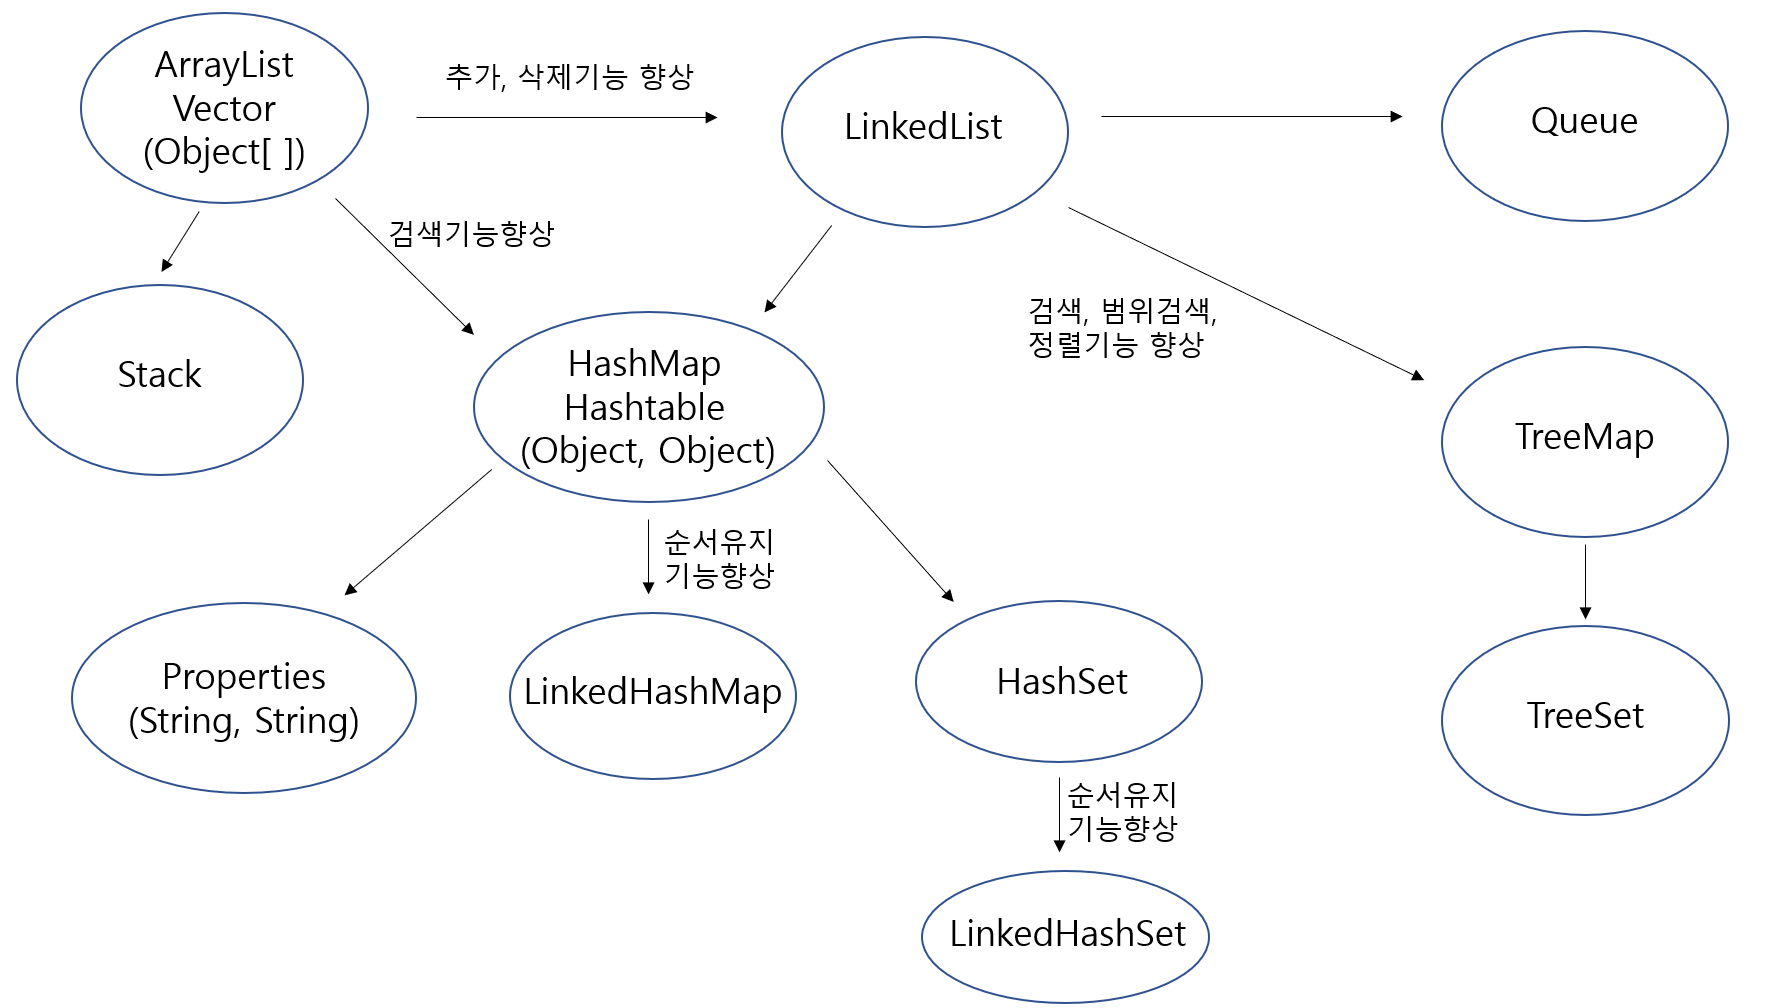 ArrayList
Vector
(Object[ ])
추가, 삭제기능 향상
LinkedList
Queue
검색기능향상
Stack
HashMap
Hashtable
(Object, Object)
검색, 범위검색,
정렬기능 향상
TreeMap
순서유지
기능향상
Properties
(String, String)
LinkedHashMap
HashSet
TreeSet
순서유지
기능향상
LinkedHashSet